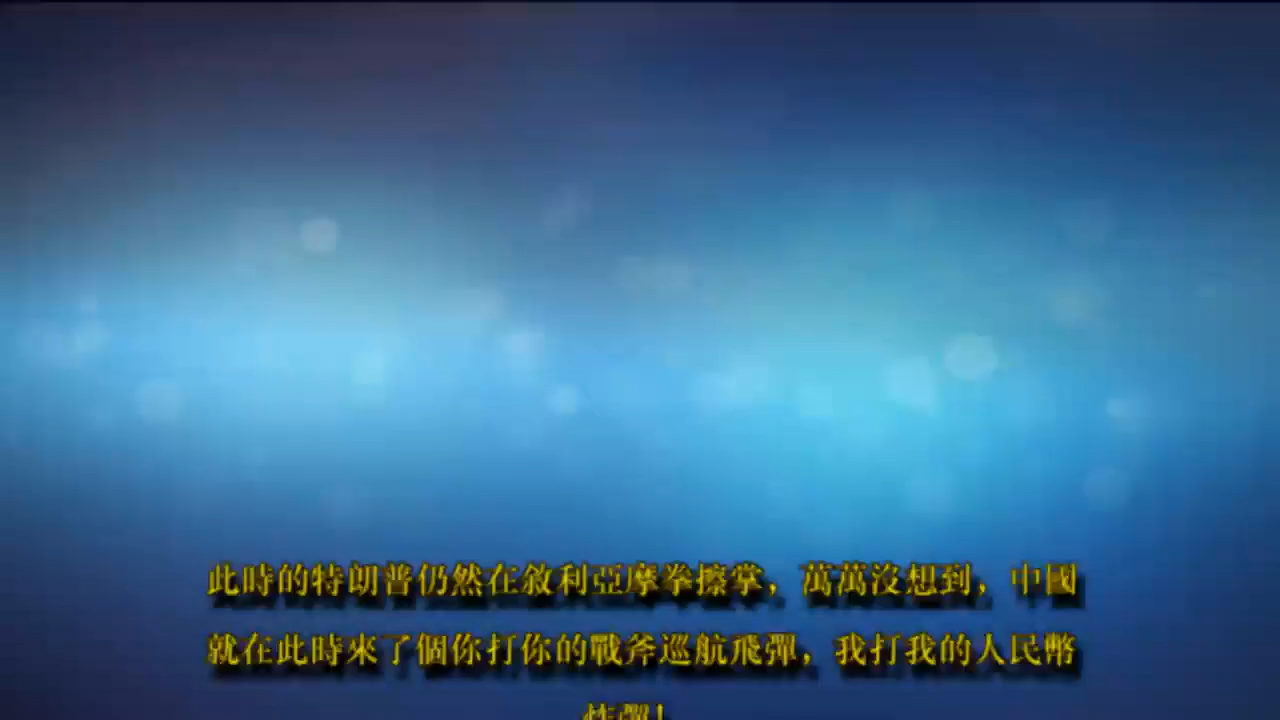 此時的特朗普仍然在敘利亞摩拳擦掌，萬萬沒想到，中國
就在此時來了個你打你的戰斧巡航飛彈，我打我的人民幣
炸彈！